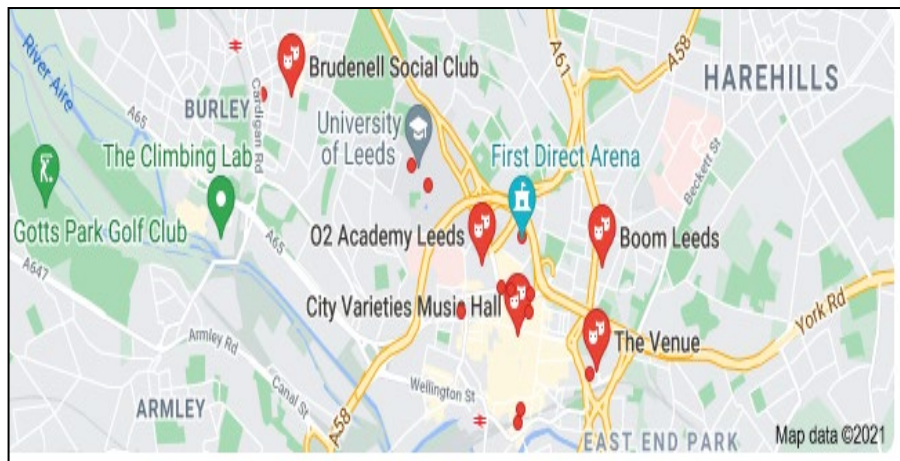 River Aire
A65
BURLEY
Cardigan Rd
Brudenell Social Club
University
of Leeds
A61
A58
HAREHILLS
Beckett St
The Climbing Lab
First Direct Arena
Gotts Park Golf Club
A65
O2 Academy Leeds
Boom Leeds
A647
City Varieties Music Hall
The Venue
York Rd
Armley Rd
Canal St
Wellington St
ARMLEY
A58
EAST END PARK
Map data ©2021